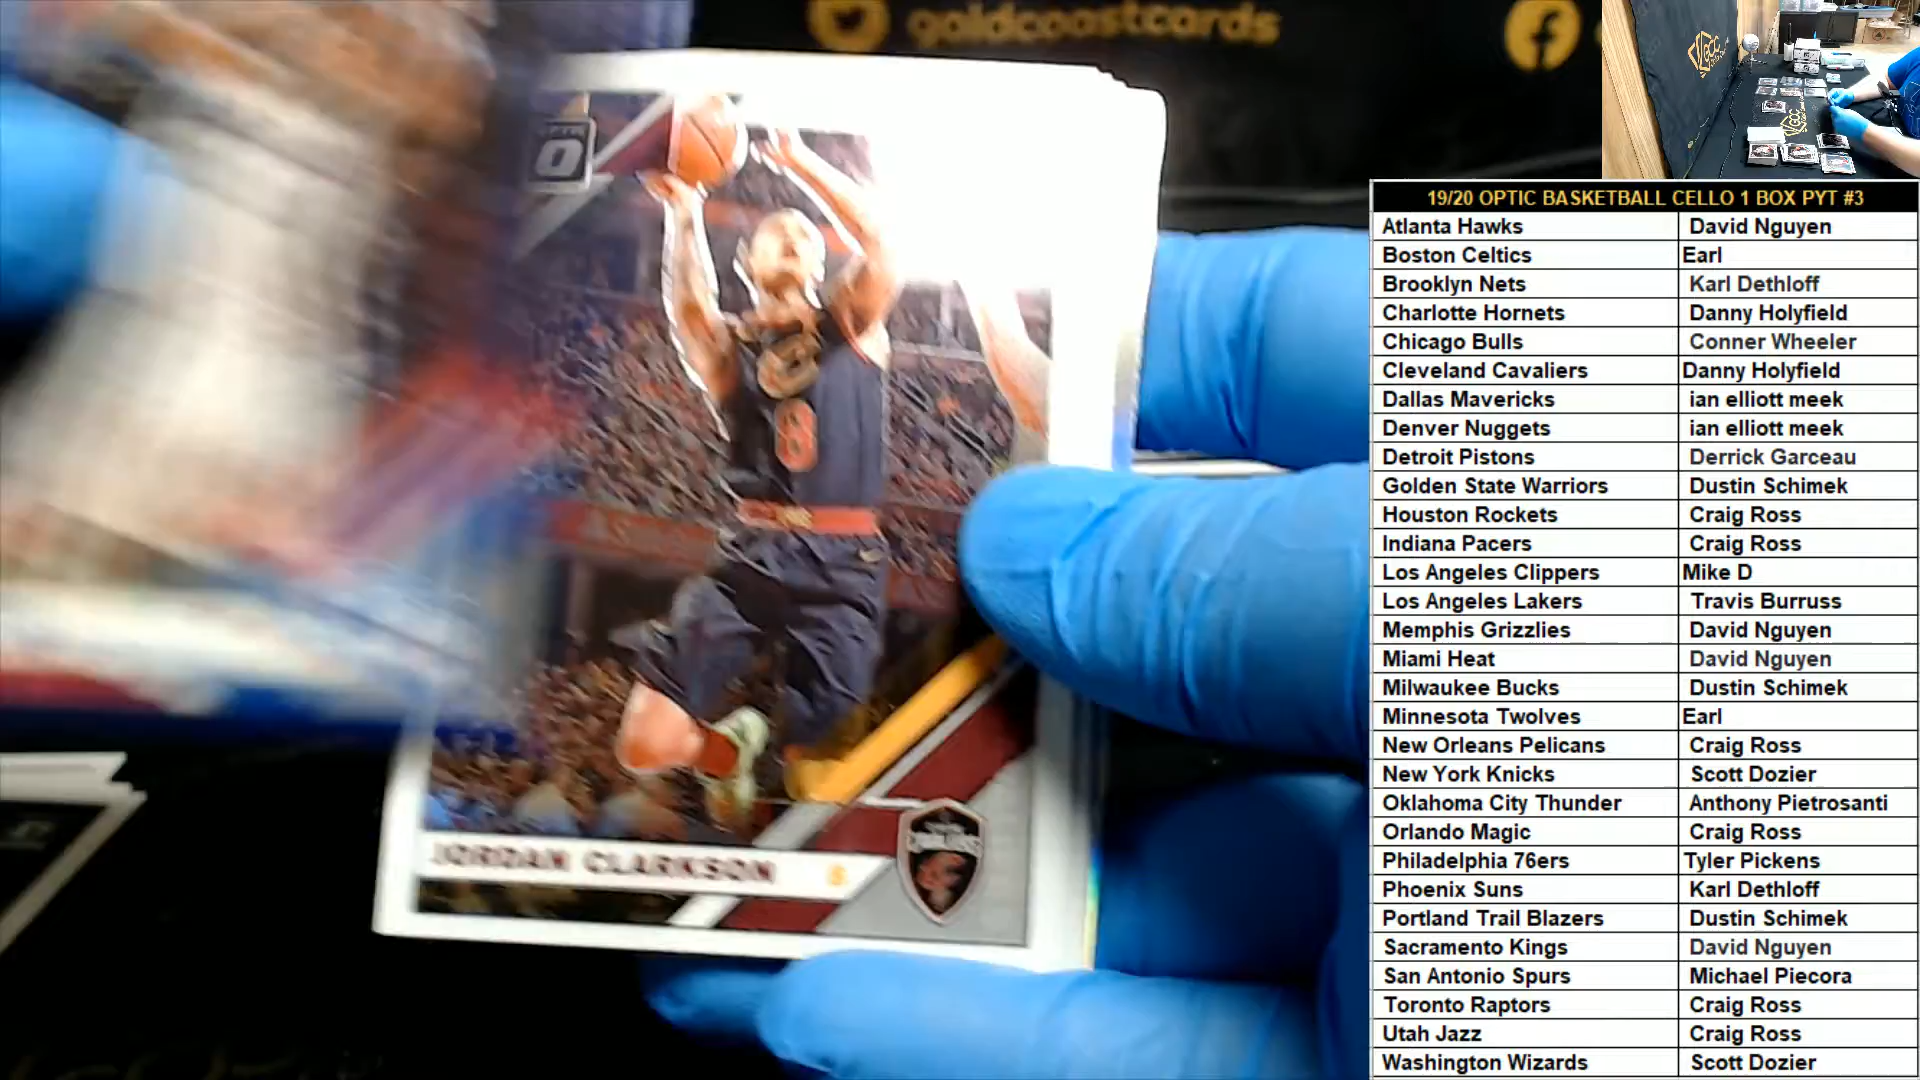 goldcoastcards
GCC
O
8
JORDAN CLARKSON
8
CAVALIERS
19/20 OPTIC BASKETBALL CELLO 1 BOX PYT #3
Atlanta Hawks David Nguyen
Boston Celtics Earl
Brooklyn Nets Karl Dethloff
Charlotte Hornets Danny Holyfield
Chicago Bulls Conner Wheeler
Cleveland Cavaliers Danny Holyfield
Dallas Mavericks ian elliott meek
Denver Nuggets ian elliott meek
Detroit Pistons Derrick Garceau
Golden State Warriors Dustin Schimek
Houston Rockets Craig Ross
Indiana Pacers Craig Ross
Los Angeles Clippers Mike D
Los Angeles Lakers Travis Burruss
Memphis Grizzlies David Nguyen
Miami Heat David Nguyen
Milwaukee Bucks Dustin Schimek
Minnesota Twolves Earl
New Orleans Pelicans Craig Ross
New York Knicks Scott Dozier
Oklahoma City Thunder Anthony Pietrosanti
Orlando Magic Craig Ross
Philadelphia 76ers Tyler Pickens
Phoenix Suns Karl Dethloff
Portland Trail Blazers Dustin Schimek
Sacramento Kings David Nguyen
San Antonio Spurs Michael Piecora
Toronto Raptors Craig Ross
Utah Jazz Craig Ross
Washington Wizards Scott Dozier